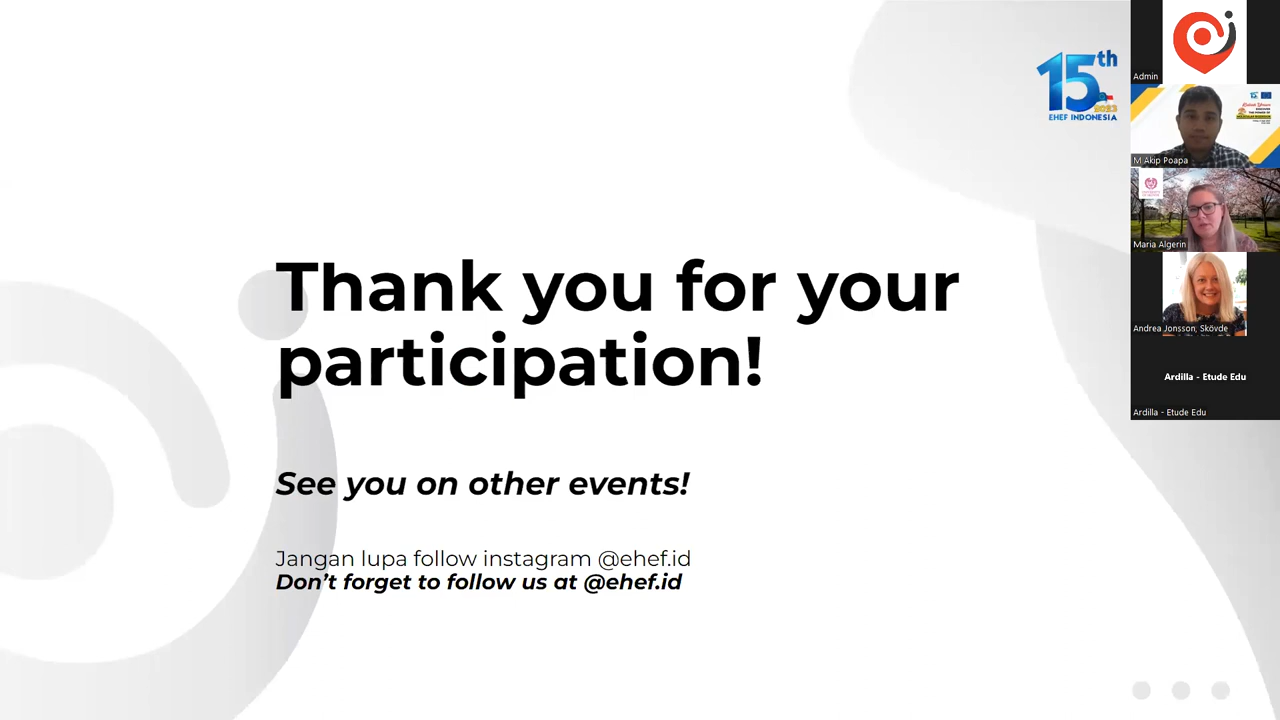 15th
2023
EHEF INDONESIA
Thank you for your
participation!
See you on other events!
Jangan lupa follow instagram @ehef.id
Don't forget to follow us at @ehef.id
Admin
M Akip Poapa
Maria Algerin
Andrea Jonsson, Skövde
Ardilla - Etude Edu
Ardilla - Etude Edu